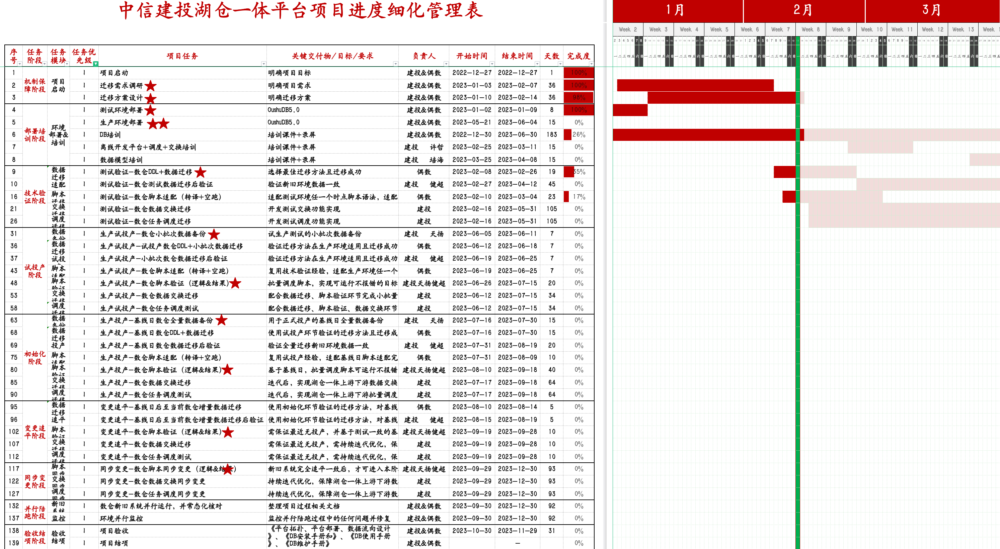 中信建投湖仓一体平台项目进度细化管理表
1月 2月 3月
Week 2 Week 3 Week 4 Week 5 Week 6 Week 7 Week 8 Week 9 Week 10 Week 11 Week 12 Week 13 Week
序号 任务阶段 任务模块 任务优先级 项目任务 关键交付物/目标/要求 负责人 开始时间 结束时间 天数 完成度
机制保障阶段
项目启动
1 1 项目启动 明确项目目标 建投&偶数 2022-12-27 2022-12-27 1 100%
2 1 迁移需求调研 明确项目需求 建投&偶数 2023-01-03 2023-02-07 36 100%
3 1 迁移方案设计 明确迁移方案 建投&偶数 2023-01-10 2023-02-14 36 98%
部署培训阶段
环境部署&培训
4 1 测试环境部署 OushuDB5.0 建投&偶数 2023-01-02 2023-01-09 8 100%
5 1 生产环境部署 OushuDB5.0 建投&偶数 2023-05-21 2023-06-04 15 0%
6 1 DB培训 培训课件+录屏 建投&偶数 2022-12-30 2023-06-30 183 26%
7 1 离线开发平台+调度+交换培训 培训课件+录屏 建投 许哲 2023-02-25 2023-03-11 15 0%
8 1 数据模型培训 培训课件+录屏 建投 培海 2023-03-25 2023-04-08 15 0%
技术验证阶段
数据迁移适配
9 1 测试验证-数仓DDL+数据迁移 选择最佳迁移方法且迁移成功 偶数 2023-02-08 2023-02-26 19 35%
10 1 测试验证-数仓测试数据迁移后验证 验证新旧环境数据一致 建投 健超 2023-02-27 2023-04-12 45 0%
16 脚本 1 测试验证-数仓脚本适配（转译+空跑） 适配测试环境任一个时点脚本语法，适配 偶数 2023-02-10 2023-03-04 23 17%
21 交换迁移 1 测试验证-数仓数据交换迁移 开发测试交换功能实现 建投 2023-02-16 2023-05-31 105 0%
26 调度迁移 1 测试验证-数仓任务调度迁移 开发测试调度功能实现 建投 2023-02-16 2023-05-31 105 0%
试投产阶段
31 数据备份 1 生产试投产-数仓小批次数据备份 试生产测试的小批次数据备份 建投 天扬 2023-06-05 2023-06-11 7 0%
数据迁移试投
36 1 生产试投产-试投产数仓DDL+小批次数据迁移 验证迁移方法在生产环境适用且迁移成功 偶数 2023-06-12 2023-06-18 7 0%
37 1 生产试投产-小批次数仓数据迁移后验证 验证迁移方法在生产环境适用且迁移成功 建投 健超 2023-06-19 2023-06-25 7 0%
43 脚本适配 1 生产试投产-数仓脚本适配（转译+空跑） 复用技术验证经验，适配生产环境任一个 偶数 2023-06-19 2023-06-25 7 0%
48 脚本验证 1 生产试投产-数仓脚本验证（逻辑&结果） 批量调度脚本，实现可运行不报错的目标 建投天扬健超 2023-06-26 2023-07-15 20 0%
53 交换迁移 1 生产试投产-数仓数据交换迁移 配合数据迁移、脚本验证环节完成小批量 建投 2023-06-12 2023-07-15 34 0%
58 调度迁移 1 生产试投产-数仓任务调度测试 配合数据迁移、脚本验证、数据交换环节 建投 2023-06-12 2023-07-15 34 0%
初始化阶段
63 数据备份 1 生产投产-基线日数仓全量数据备份 用于正式投产的基线日全量数据备份 建投 天扬 2023-07-16 2023-07-30 15 0%
数据迁移投产
68 1 生产投产-基线日数仓DDL+数据迁移 使用试投产环节验证的迁移方法且迁移成 偶数 2023-07-16 2023-07-30 15 0%
69 1 生产投产-基线日数仓数据迁移后验证 验证全量迁移新旧环境数据一致 建投 健超 2023-07-31 2023-08-19 20 0%
75 脚本适配 1 生产投产-数仓脚本适配（转译+空跑） 复用试投产经验，适配基线日脚本适配完 偶数 2023-07-31 2023-08-09 10 0%
80 脚本验证 1 生产投产-数仓脚本验证（逻辑&结果） 基于基线日，批量调度脚本可运行不报错 建投天扬健超 2023-08-10 2023-09-18 40 0%
85 交换迁移 1 生产投产-数仓数据交换迁移 迭代后，实现湖仓一体上游下游数据交换 建投 2023-07-17 2023-09-18 64 0%
90 调度迁移 1 生产投产-数仓任务调度测试 迭代后，实现湖仓一体上游下游批量调度 建投 2023-07-17 2023-09-18 64 0%
变更追平阶段
数据迁移追平
95 1 变更追平-基线日后至当前数仓增量数据迁移 使用初始化环节验证的迁移方法，对基线 偶数 2023-08-10 2023-08-14 5 0%
96 1 变更追平-基线日后至当前数仓增量数据迁移后验证 使用初始化环节验证的迁移方法，对基线 建投 健超 2023-08-15 2023-08-19 5 0%
102 脚本验证 1 变更追平-数仓脚本验证（逻辑&结果） 需保证最近无投产，并基于测试一致的基 建投天扬健超 2023-09-19 2023-09-28 10 0%
107 交换迁移 1 变更追平-数仓数据交换迁移 需保证最近无投产，需持续迭代优化，保 建投 2023-09-19 2023-09-28 10 0%
112 调度迁移 1 变更追平-数仓任务调度测试 需保证最近无投产，需持续迭代优化，保 建投 2023-09-19 2023-09-28 10 0%
同步变更阶段
117 脚本同步 1 同步变更-数仓脚本同步变更（逻辑&结果） 新旧系统完全追平一致后，才可进入本阶 建投天扬健超 2023-09-29 2023-12-30 93 0%
122 交换同步 1 同步变更-数仓数据交换同步变更 持续迭代优化，保障湖仓一体上游下游数 建投 2023-09-29 2023-12-30 93 0%
127 调度同步 1 同步变更-数仓任务调度同步变更 持续迭代优化，保障湖仓一体上游下游数 建投 2023-09-29 2023-12-30 93 0%
并行陪跑阶段
132 新旧系统 1 数仓新旧系统并行运行，并常态化核对 整理项目过程相关文档 建投&偶数 2023-09-30 2023-12-30 92 0%
137 监控 1 环境并行监控 监控并行陪跑过程中的任何问题并修复 建投&偶数 2023-09-30 2023-12-30 92 0%
验收结项阶段
验收结项
138 1 项目验收 《平台拓扑、平台部署、数据流向设计》、《DB安装手册和》、《DB使用手册》、《DB维护手册》 建投&偶数 2023-10-30 2023-11-29 31 0%
139 1 项目结项 建投&偶数 - 0%